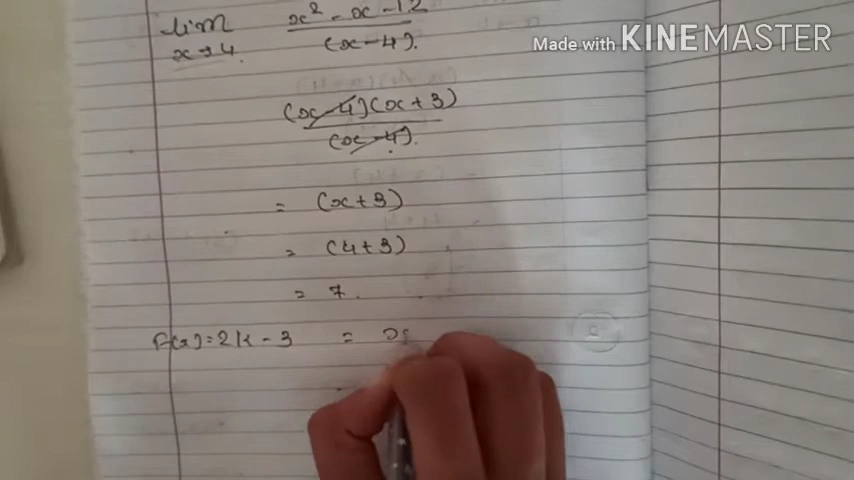 lim x² - x - 12
x→4 (x-4).
Made with KINEMASTER
(x-4)(x+3)
(x-4).
= (x+3)
= (4+3)
= 7.
f(x) = 2k - 3 =